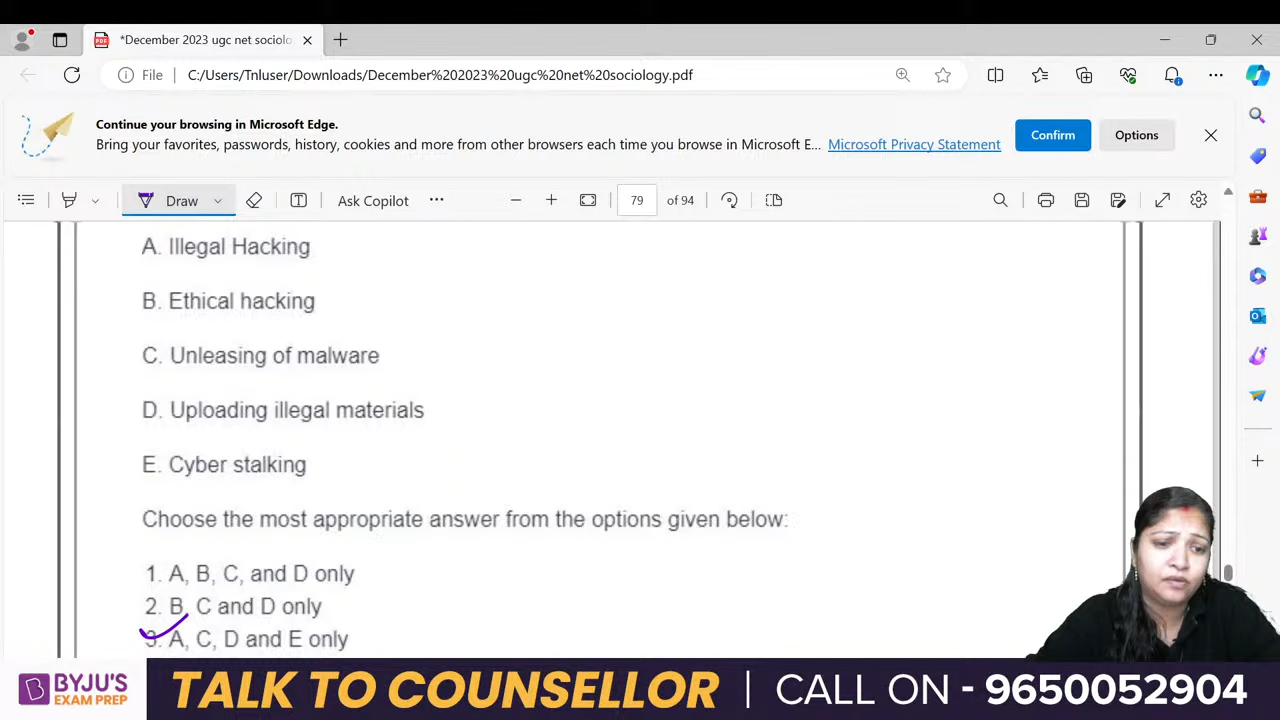 *December 2023 ugc net sociolo
File
C:/Users/Tnluser/Downloads/December%202023%20ugc%20net%20sociology.pdf
Continue your browsing in Microsoft Edge.
Bring your favorites, passwords, history, cookies and more from other browsers each time you browse in Microsoft E... Microsoft Privacy Statement
Confirm
Options
Draw
Ask Copilot
79 of 94
A. Illegal Hacking
B. Ethical hacking
C. Unleasing of malware
D. Uploading illegal materials
E. Cyber stalking
Choose the most appropriate answer from the options given below:
1. A, B, C, and D only
2. B, C and D only
3. A, C, D and E only
BYJU'S
EXAM PREP
TALK TO COUNSELLOR | CALL ON - 9650052904